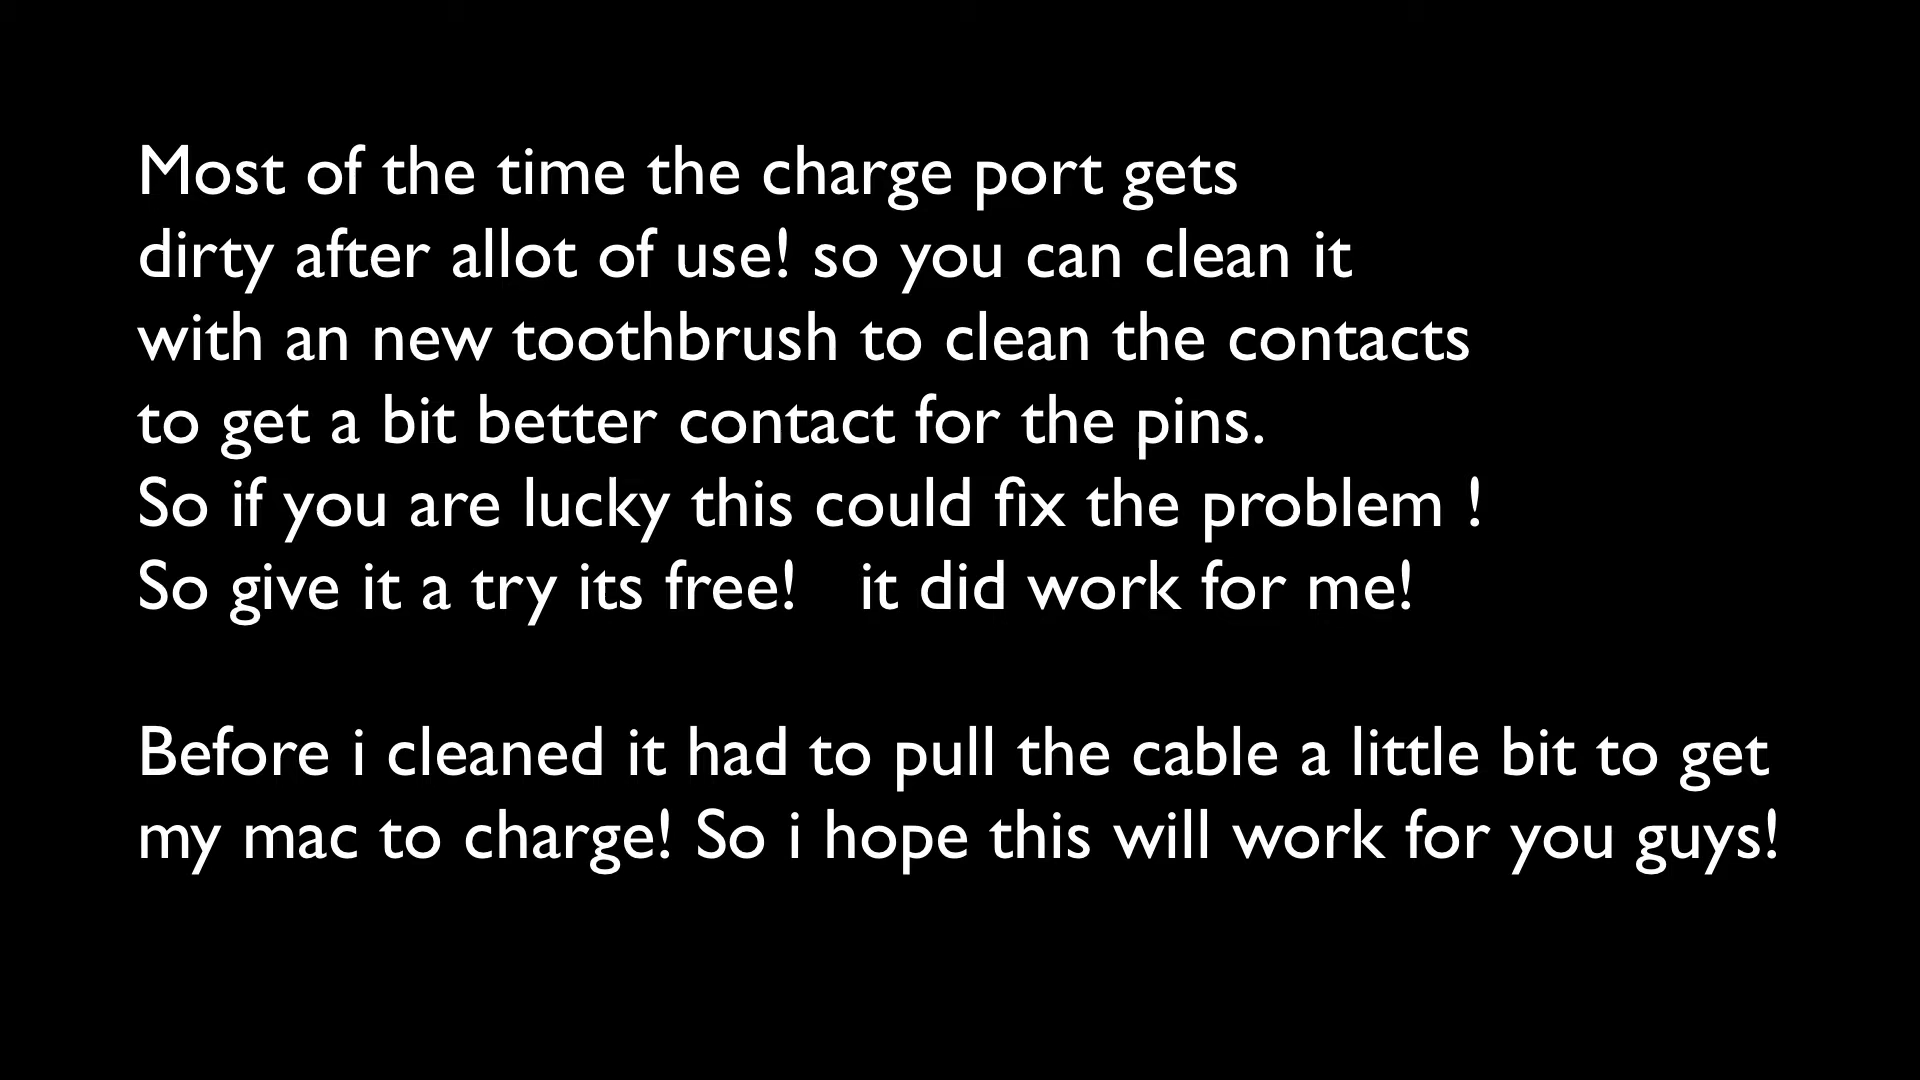 Most of the time the charge port gets
dirty after allot of use! so you can clean it
with an new toothbrush to clean the contacts
to get a bit better contact for the pins.
So if you are lucky this could fix the problem !
So give it a try its free!   it did work for me!
Before i cleaned it had to pull the cable a little bit to get
my mac to charge! So i hope this will work for you guys!